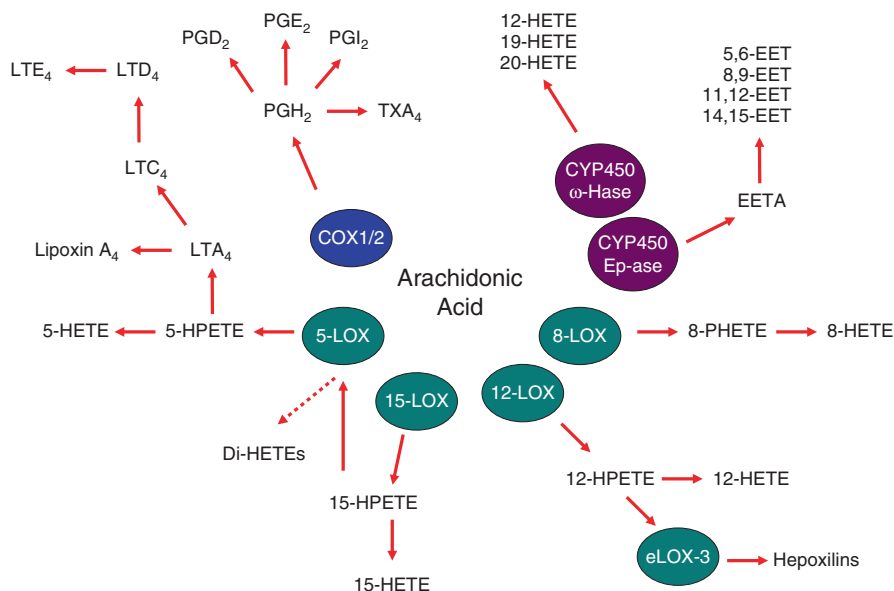 12-HETE
19-HETE
20-HETE
PGE₂
PGD₂
PGI₂
5,6-EET
8,9-EET
11,12-EET
14,15-EET
LTE₄
LTD₄
PGH₂
TXA₄
LTC₄
CYP450
ω-Hase
EETA
COX1/2
CYP450
Ep-ase
Lipoxin A₄
LTA₄
Arachidonic
Acid
5-HETE
5-HPETE
5-LOX
8-LOX
8-PHETE
8-HETE
15-LOX
12-LOX
Di-HETEs
15-HPETE
12-HPETE
12-HETE
eLOX-3
Hepoxilins
15-HETE